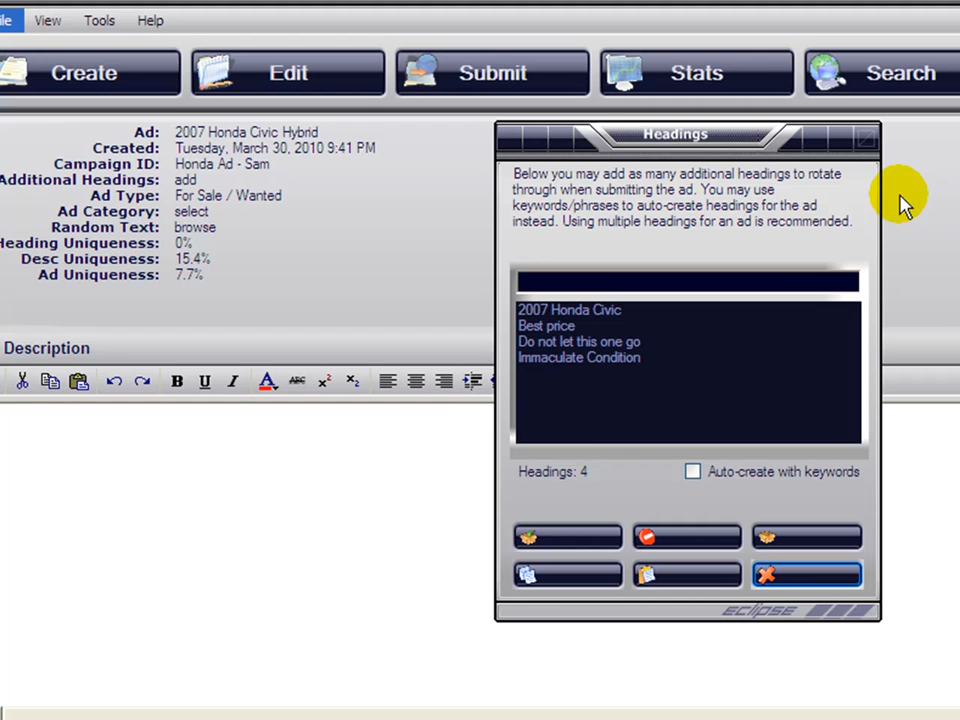 ile View Tools Help
Create Edit Submit Stats Search
Ad: 2007 Honda Civic Hybrid
Created: Tuesday, March 30, 2010 9:41 PM
Campaign ID: Honda Ad - Sam
Additional Headings: add
Ad Type: For Sale / Wanted
Ad Category: select
Random Text: browse
Heading Uniqueness: 0%
Desc Uniqueness: 15.4%
Ad Uniqueness: 7.7%
Description
B U I A ABC x2 x2
Headings
Below you may add as many additional headings to rotate
through when submitting the ad. You may use
keywords/phrases to auto-create headings for the ad
instead. Using multiple headings for an ad is recommended.
2007 Honda Civic
Best price
Do not let this one go
Immaculate Condition
Headings: 4 Auto-create with keywords
eclipse